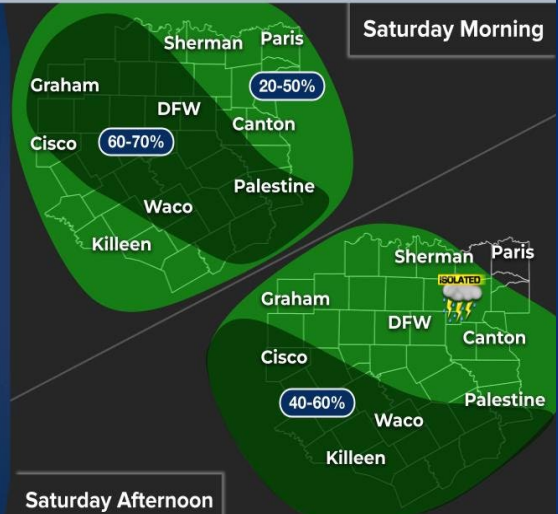 Saturday Morning
Sherman
Paris
Graham
20-50%
DFW
Canton
Cisco
60-70%
Palestine
Waco
Killeen
Sherman
Paris
ISOLATED
Graham
DFW
Canton
Cisco
40-60%
Palestine
Waco
Killeen
Saturday Afternoon